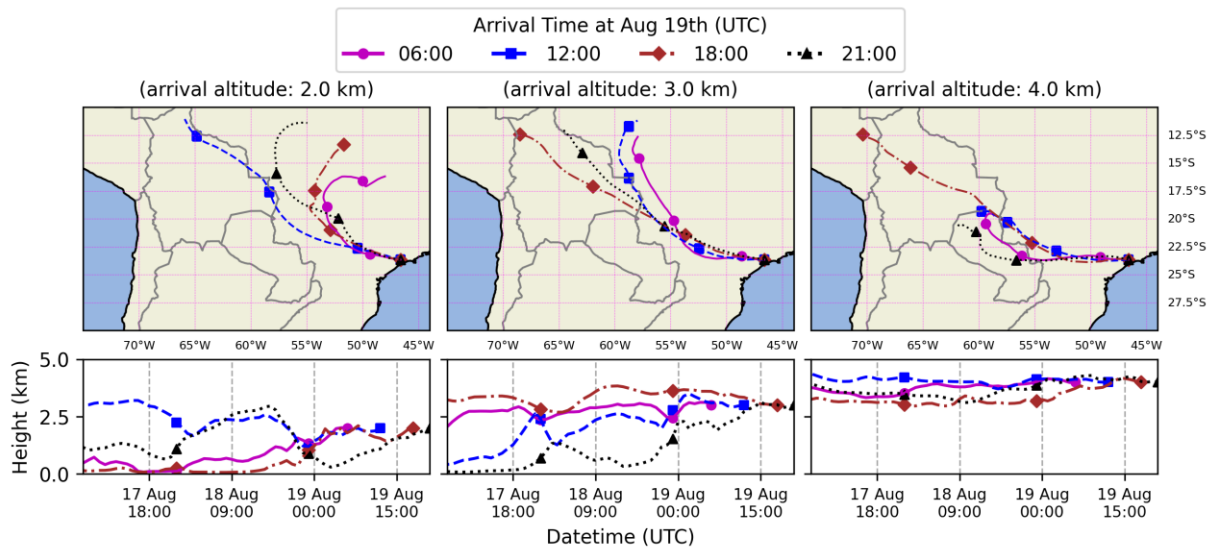 Arrival Time at Aug 19th (UTC)
06:00 12:00 18:00 21:00
(arrival altitude: 2.0 km) (arrival altitude: 3.0 km) (arrival altitude: 4.0 km)
12.5°S
15°S
17.5°S
20°S
22.5°S
25°S
27.5°S
70°W 65°W 60°W 55°W 50°W 45°W 70°W 65°W 60°W 55°W 50°W 45°W 70°W 65°W 60°W 55°W 50°W 45°W
5.0
2.5
0.0
Height (km)
17 Aug 18 Aug 19 Aug 19 Aug 17 Aug 18 Aug 19 Aug 19 Aug 17 Aug 18 Aug 19 Aug 19 Aug
18:00 09:00 00:00 15:00 18:00 09:00 00:00 15:00 18:00 09:00 00:00 15:00
Datetime (UTC)